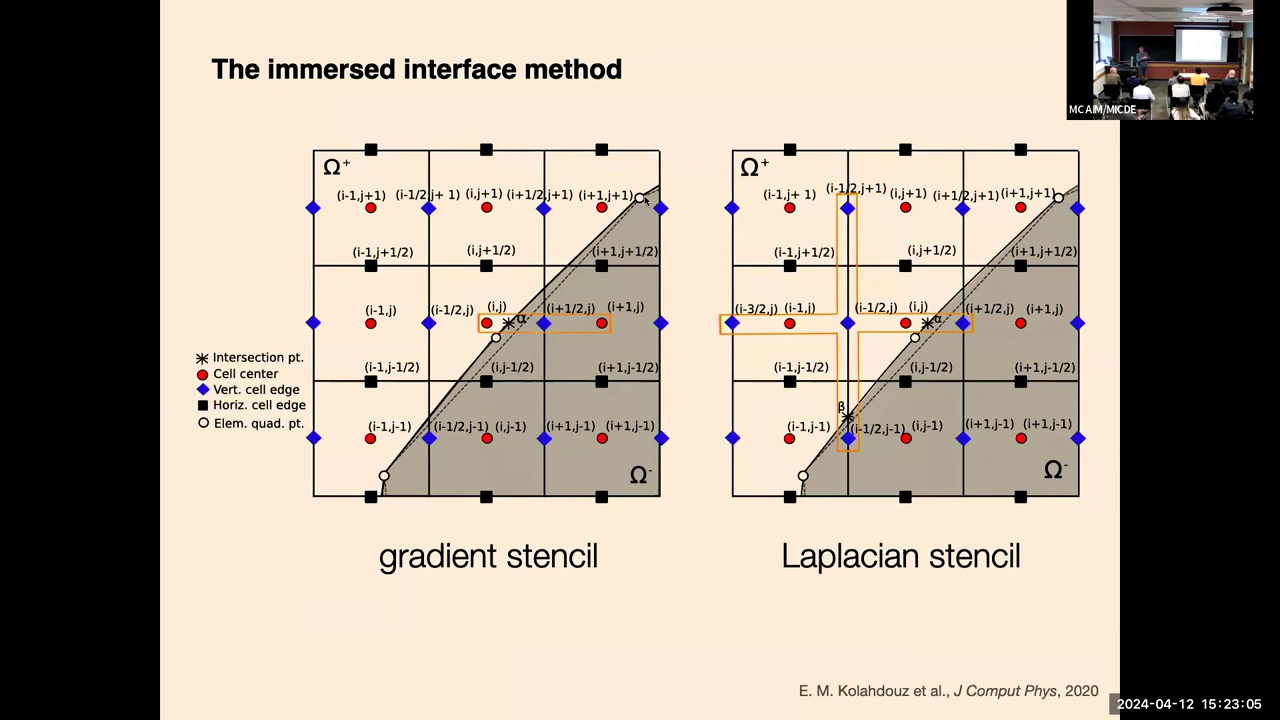 The immersed interface method
MCAIM/MICDE
Ω⁺
(i-1,j+1) (i-1/2,j+ 1) (i,j+1) (i+1/2,j+1) (i+1,j+1)
(i-1,j+1/2) (i,j+1/2) (i+1,j+1/2)
(i-1,j) (i-1/2,j) (i,j) α (i+1/2,j) (i+1,j)
(i-1,j-1/2) (i,j-1/2) (i+1,j-1/2)
(i-1,j-1) (i-1/2,j-1) (i,j-1) (i+1,j-1) (i+1,j-1)
Ω⁻
Intersection pt.
Cell center
Vert. cell edge
Horiz. cell edge
Elem. quad. pt.
gradient stencil
Ω⁺
(i-1,j+ 1) (i-1/2,j+1) (i,j+1) (i+1/2,j+1) (i+1,j+1)
(i-1,j+1/2) (i,j+1/2) (i+1,j+1/2)
(i-3/2,j) (i-1,j) (i-1/2,j) (i,j) α (i+1/2,j) (i+1,j)
(i-1,j-1/2) (i,j-1/2) (i+1,j-1/2)
β
(i-1,j-1) (i-1/2,j-1) (i,j-1) (i+1,j-1) (i+1,j-1)
Ω⁻
Laplacian stencil
E. M. Kolahdouz et al., J Comput Phys, 2020
2024-04-12 15:23:05